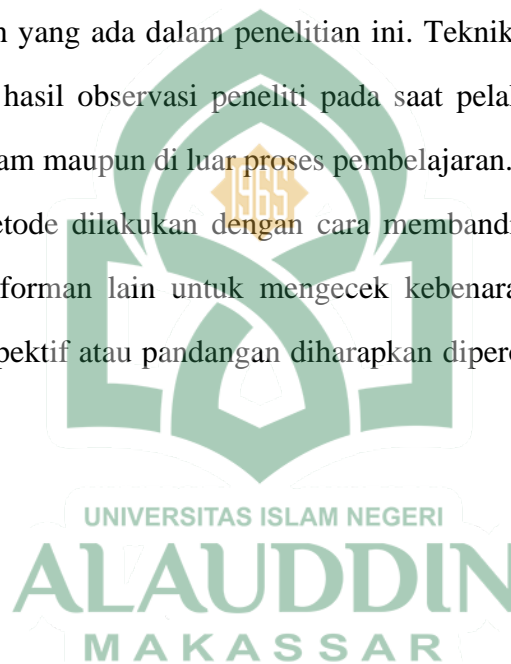 n yang ada dalam penelitian ini. Teknik
hasil observasi peneliti pada saat pela
am maupun di luar proses pembelajaran.
etode dilakukan dengan cara membandi
forman lain untuk mengecek kebenara
pektif atau pandangan diharapkan dipero
1965
UNIVERSITAS ISLAM NEGERI
ALAUDDIN
MAKASSAR